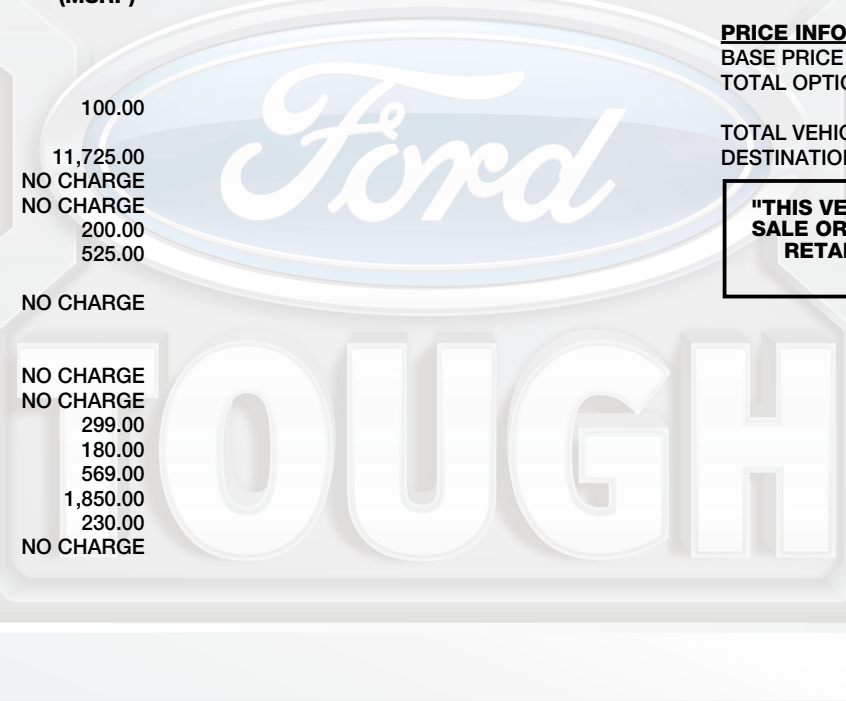 100.00
11,725.00
NO CHARGE
NO CHARGE
200.00
525.00
NO CHARGE
NO CHARGE
NO CHARGE
299.00
180.00
569.00
1,850.00
230.00
NO CHARGE
PRICE INFO
BASE PRICE
TOTAL OPTIO
TOTAL VEHIC
DESTINATION
"THIS VE
SALE OR
RETAI
Ford
TOUGH